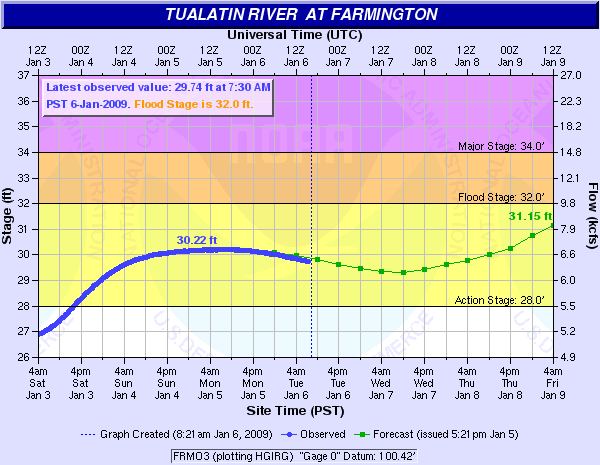 TUALATIN RIVER AT FARMINGTON
Universal Time (UTC)
12Z 00Z 12Z 00Z 12Z 00Z 12Z 00Z 12Z 00Z 12Z 00Z 12Z
Jan 3 Jan 4 Jan 4 Jan 5 Jan 5 Jan 6 Jan 6 Jan 7 Jan 7 Jan 8 Jan 8 Jan 9 Jan 9
Latest observed value: 29.74 ft at 7:30 AM
PST 6-Jan-2009. Flood Stage is 32.0 ft.
37 27.0
36 22.3
35 18.2
Major Stage: 34.0'
34 14.8
33 12.1
Flood Stage: 32.0'
32 9.8
31.15 ft
31 7.9
30.22 ft
30 6.6
29 6.0
Action Stage: 28.0'
28 5.5
27 5.2
26 4.9
Stage (ft)
Flow (kcfs)
NOAA
4am 4pm 4am 4pm 4am 4pm 4am 4pm 4am 4pm 4am 4pm 4am
Sat Sat Sun Sun Mon Mon Tue Tue Wed Wed Thu Thu Fri
Jan 3 Jan 3 Jan 4 Jan 4 Jan 5 Jan 5 Jan 6 Jan 6 Jan 7 Jan 7 Jan 8 Jan 8 Jan 9
Site Time (PST)
Graph Created (8:21am Jan 6, 2009) Observed Forecast (issued 5:21pm Jan 5)
FRMO3 (plotting HGIRG) "Gage 0" Datum: 100.42'